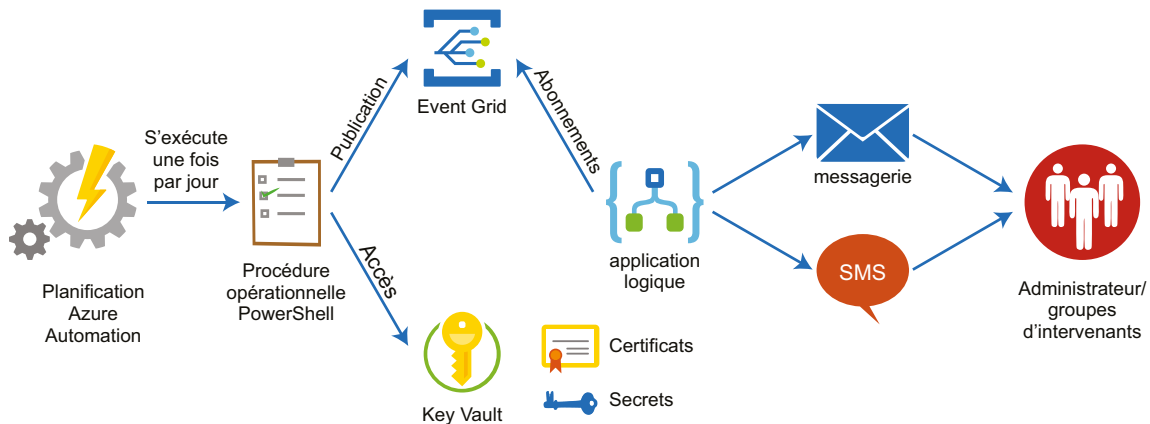 S'exécute
une fois
par jour
Planification
Azure
Automation
Procédure
opérationnelle
PowerShell
Publication
Accès
Event Grid
Abonnements
Key Vault
Certificats
Secrets
application
logique
messagerie
SMS
Administrateur/
groupes
d'intervenants